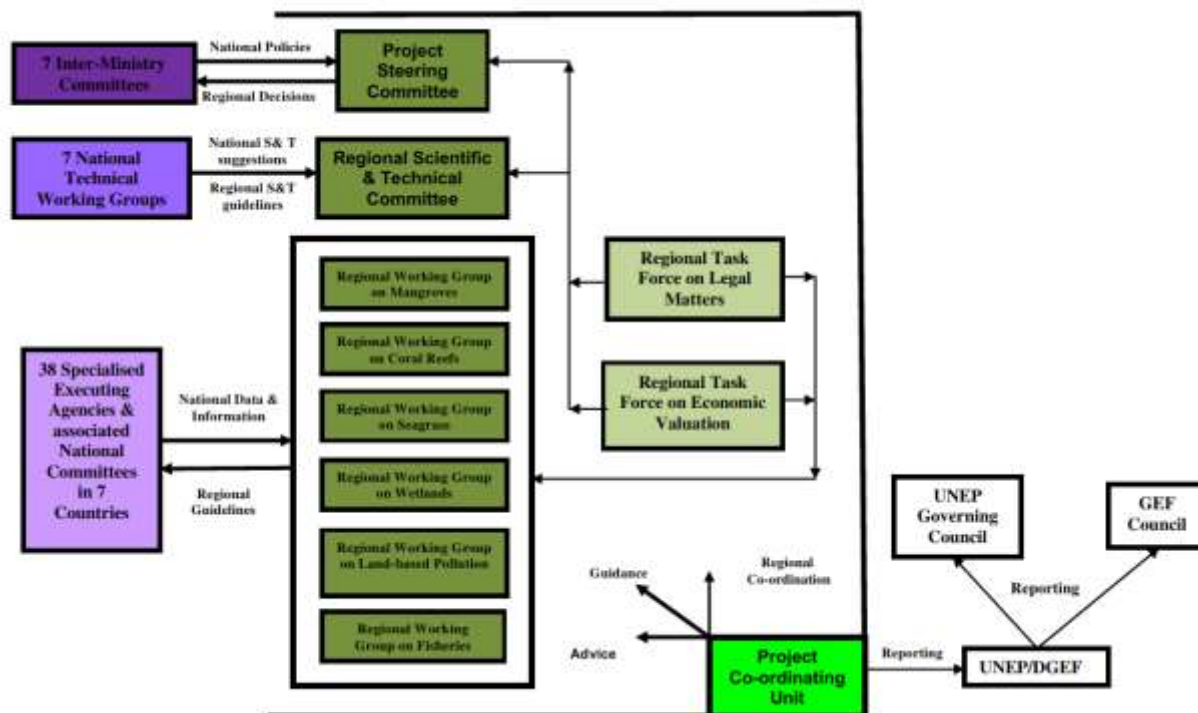 7 Inter-Ministry
Committees
National Policies
Regional Decisions
Project
Steering
Committee
7 National
Technical
Working Groups
National S& T
suggestions
Regional S&T
guidelines
Regional Scientific
& Technical
Committee
38 Specialised
Executing
Agencies &
associated
National
Committees
in 7
Countries
National Data &
Information
Regional
Guidelines
Regional Working Group
on Mangroves
Regional Working Group
on Coral Reefs
Regional Working Group
on Seagrass
Regional Working Group
on Wetlands
Regional Working Group
on Land-based Pollution
Regional Working
Group on Fisheries
Regional Task
Force on Legal
Matters
Regional Task
Force on Economic
Valuation
Guidance
Advice
Regional
Co-ordination
Project
Co-ordinating
Unit
Reporting
UNEP/DGEF
Reporting
UNEP
Governing
Council
GEF
Council